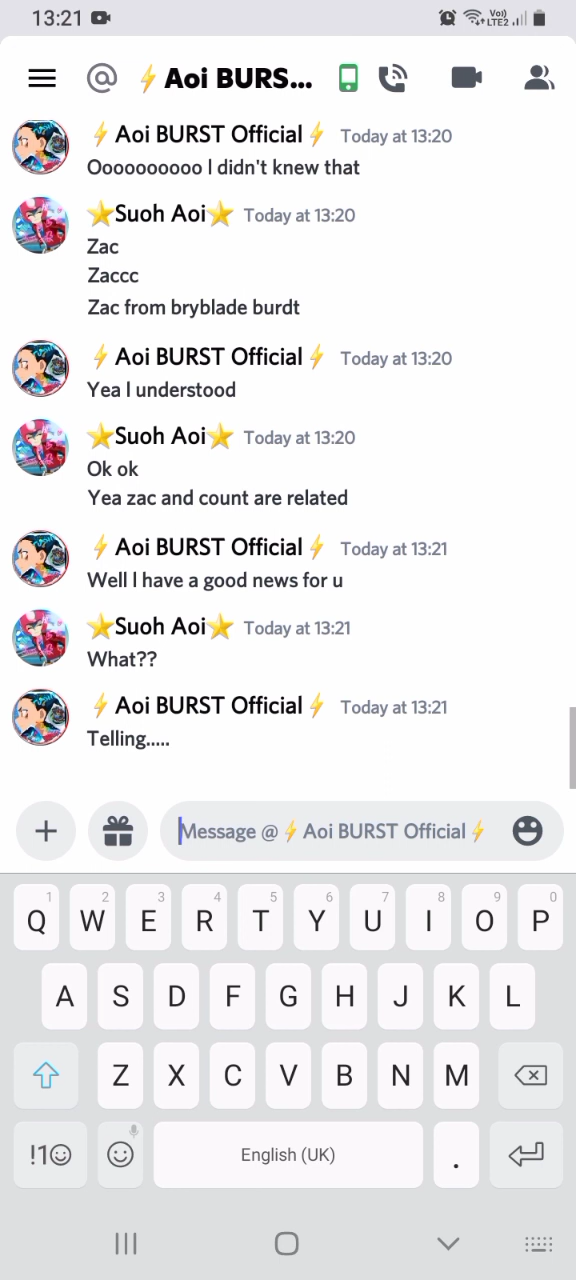 13:21
Vo)) LTE2
@ ⚡Aoi BURS...
⚡Aoi BURST Official⚡ Today at 13:20
Oooooooooo I didn't knew that
⭐Suoh Aoi⭐ Today at 13:20
Zac
Zaccc
Zac from bryblade burdt
⚡Aoi BURST Official⚡ Today at 13:20
Yea I understood
⭐Suoh Aoi⭐ Today at 13:20
Ok ok
Yea zac and count are related
⚡Aoi BURST Official⚡ Today at 13:21
Well I have a good news for u
⭐Suoh Aoi⭐ Today at 13:21
What??
⚡Aoi BURST Official⚡ Today at 13:21
Telling.....
Message @⚡Aoi BURST Official⚡
1 2 3 4 5 6 7 8 9 0
Q W E R T Y U I O P
A S D F G H J K L
Z X C V B N M
!1☺ English (UK) .